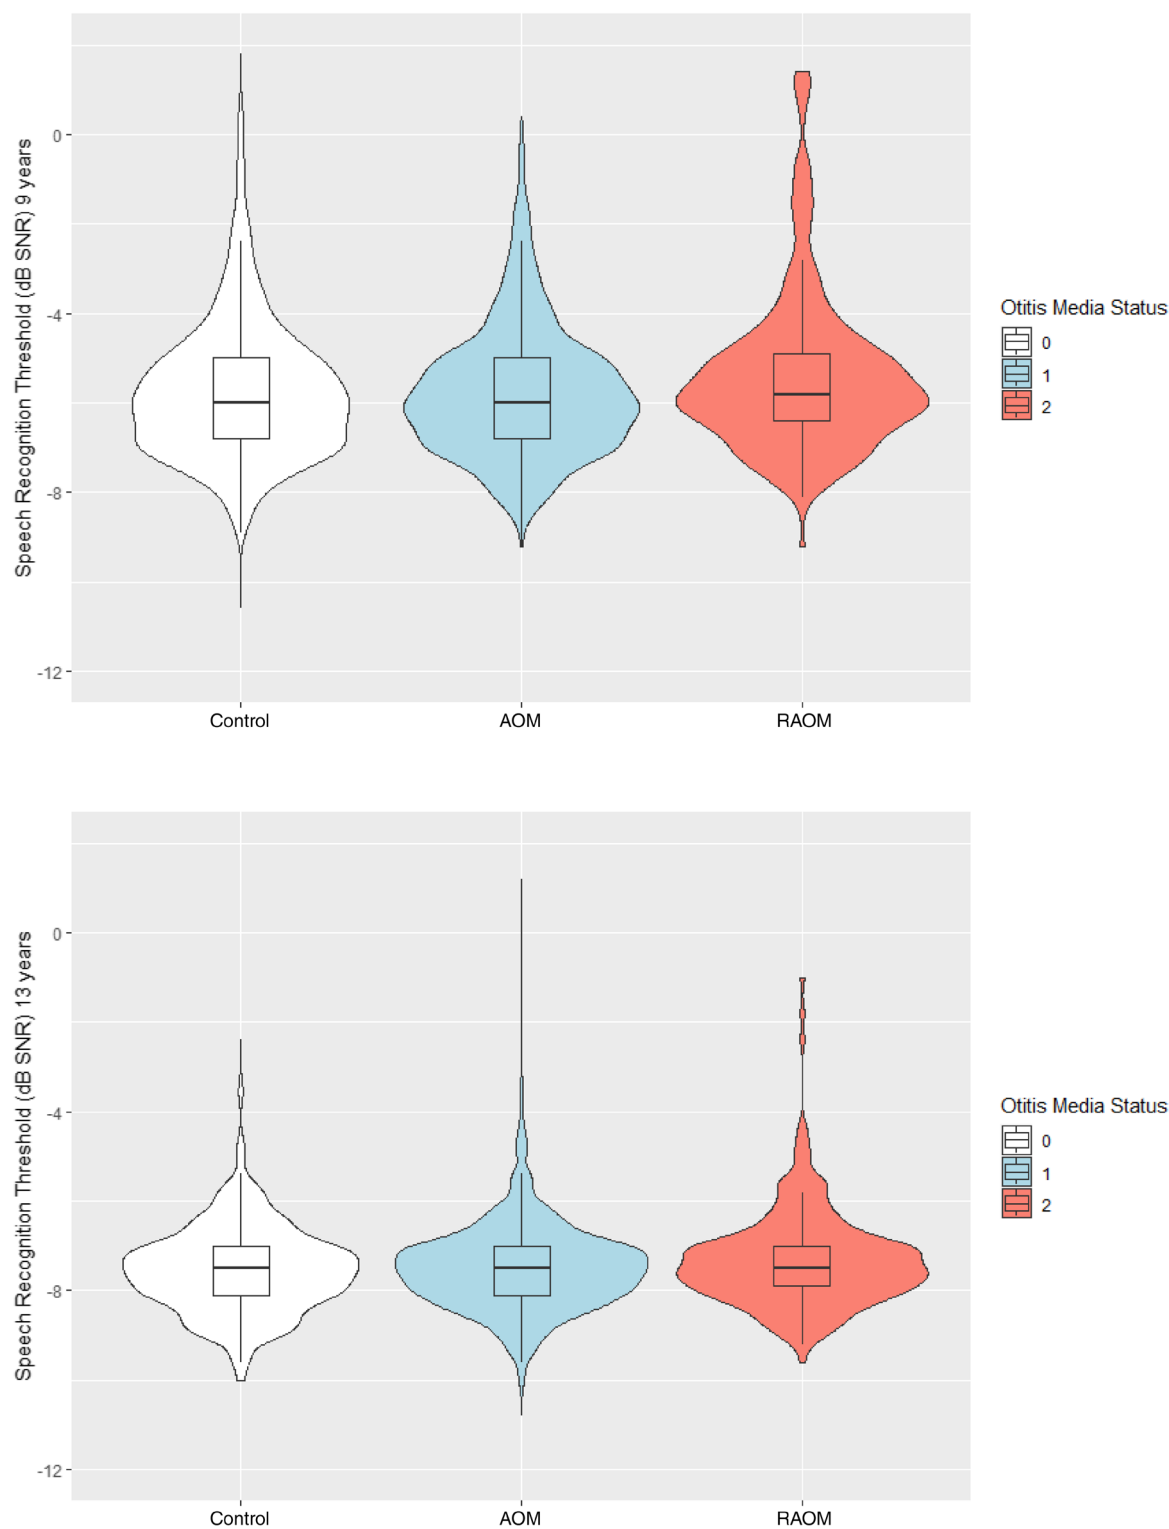 Speech Recognition Threshold (dB SNR) 9 years
0
-4
-8
-12
Control
AOM
RAOM
Otitis Media Status
0
1
2
Speech Recognition Threshold (dB SNR) 13 years
0
-4
-8
-12
Control
AOM
RAOM
Otitis Media Status
0
1
2